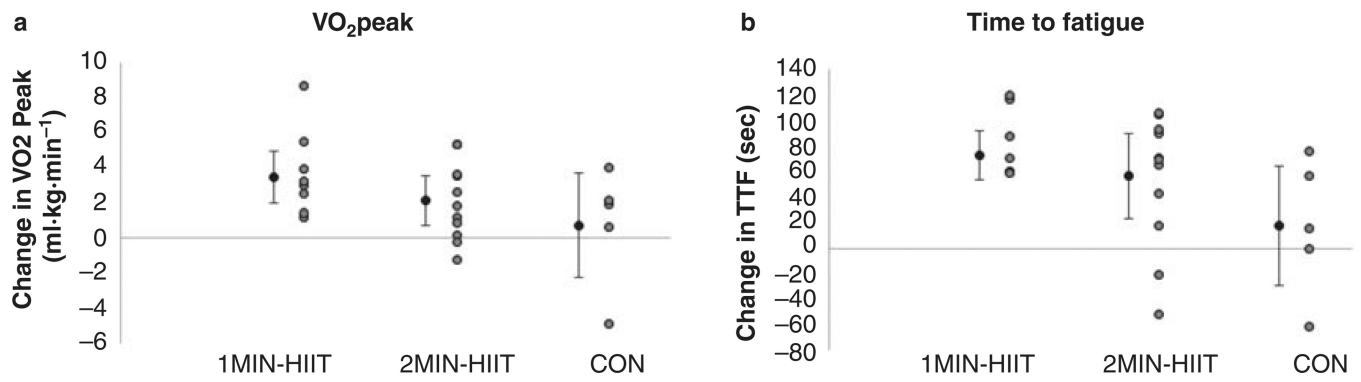 a
VO₂peak
Change in VO2 Peak
(ml·kg·min⁻¹)
10
8
6
4
2
0
–2
–4
–6
1MIN-HIIT
2MIN-HIIT
CON
b
Time to fatigue
Change in TTF (sec)
140
120
100
80
60
40
20
0
–20
–40
–60
–80
1MIN-HIIT
2MIN-HIIT
CON